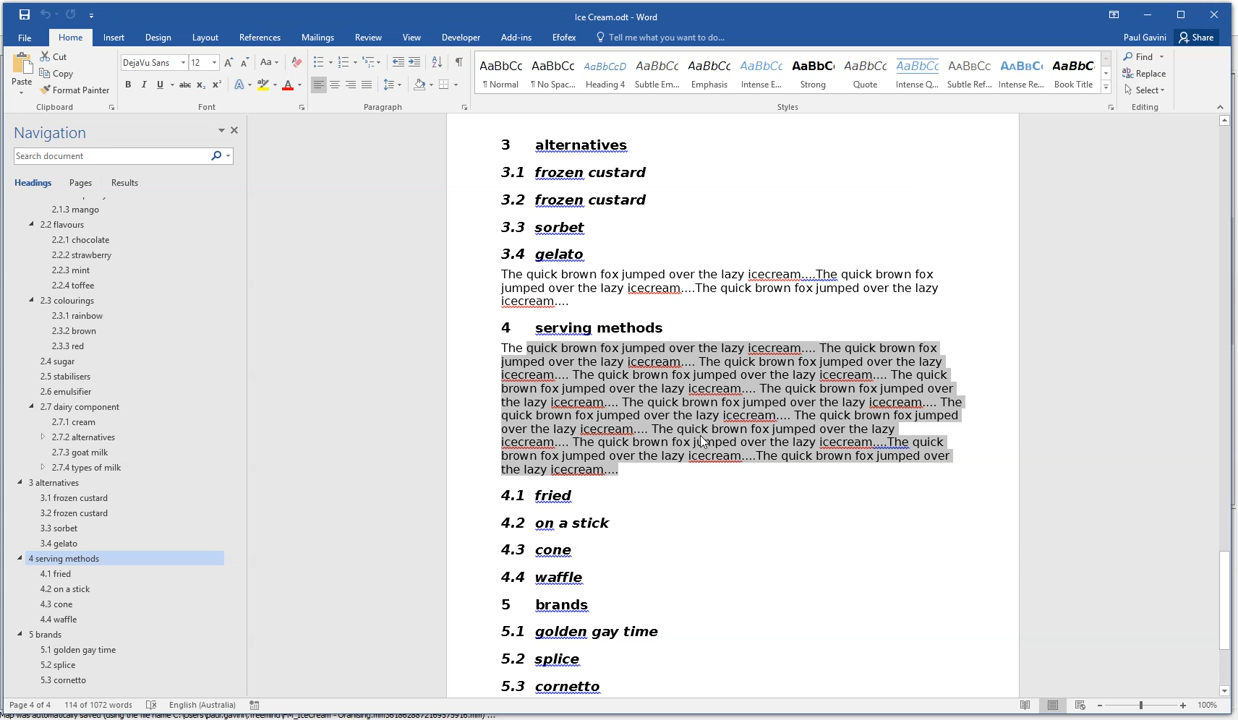 Ice Cream.odt - Word
File Home Insert Design Layout References Mailings Review View Developer Add-ins Efofex Tell me what you want to do... Paul Gavini Share
Paste Cut Copy Format Painter Clipboard
DejaVu Sans 12 Font
Paragraph
AaBbCc AaBbCc AaBbCcD AaBbCc AaBbCc AaBbCc AaBbCc AaBbCc AaBbCc AaBbCc AaBbCc AaBbC
¶ Normal ¶ No Spac... Heading 4 Subtle Em... Emphasis Intense E... Strong Quote Intense Q... Subtle Ref... Intense Re... Book Title
Styles
Find Replace Select Editing
Navigation
Search document
Headings Pages Results
2.1.3 mango
2.2 flavours
2.2.1 chocolate
2.2.2 strawberry
2.2.3 mint
2.2.4 toffee
2.3 colourings
2.3.1 rainbow
2.3.2 brown
2.3.3 red
2.4 sugar
2.5 stabilisers
2.6 emulsifier
2.7 dairy component
2.7.1 cream
2.7.2 alternatives
2.7.3 goat milk
2.7.4 types of milk
3 alternatives
3.1 frozen custard
3.2 frozen custard
3.3 sorbet
3.4 gelato
4 serving methods
4.1 fried
4.2 on a stick
4.3 cone
4.4 waffle
5 brands
5.1 golden gay time
5.2 splice
5.3 cornetto
3 alternatives
3.1 frozen custard
3.2 frozen custard
3.3 sorbet
3.4 gelato
The quick brown fox jumped over the lazy icecream....The quick brown fox
jumped over the lazy icecream....The quick brown fox jumped over the lazy
icecream....
4 serving methods
The quick brown fox jumped over the lazy icecream.... The quick brown fox
jumped over the lazy icecream.... The quick brown fox jumped over the lazy
icecream.... The quick brown fox jumped over the lazy icecream.... The quick
brown fox jumped over the lazy icecream.... The quick brown fox jumped over
the lazy icecream.... The quick brown fox jumped over the lazy icecream.... The
quick brown fox jumped over the lazy icecream.... The quick brown fox jumped
over the lazy icecream.... The quick brown fox jumped over the lazy
icecream.... The quick brown fox jumped over the lazy icecream....The quick
brown fox jumped over the lazy icecream....The quick brown fox jumped over
the lazy icecream....
4.1 fried
4.2 on a stick
4.3 cone
4.4 waffle
5 brands
5.1 golden gay time
5.2 splice
5.3 cornetto
Page 4 of 4 114 of 1072 words English (Australia) 100%